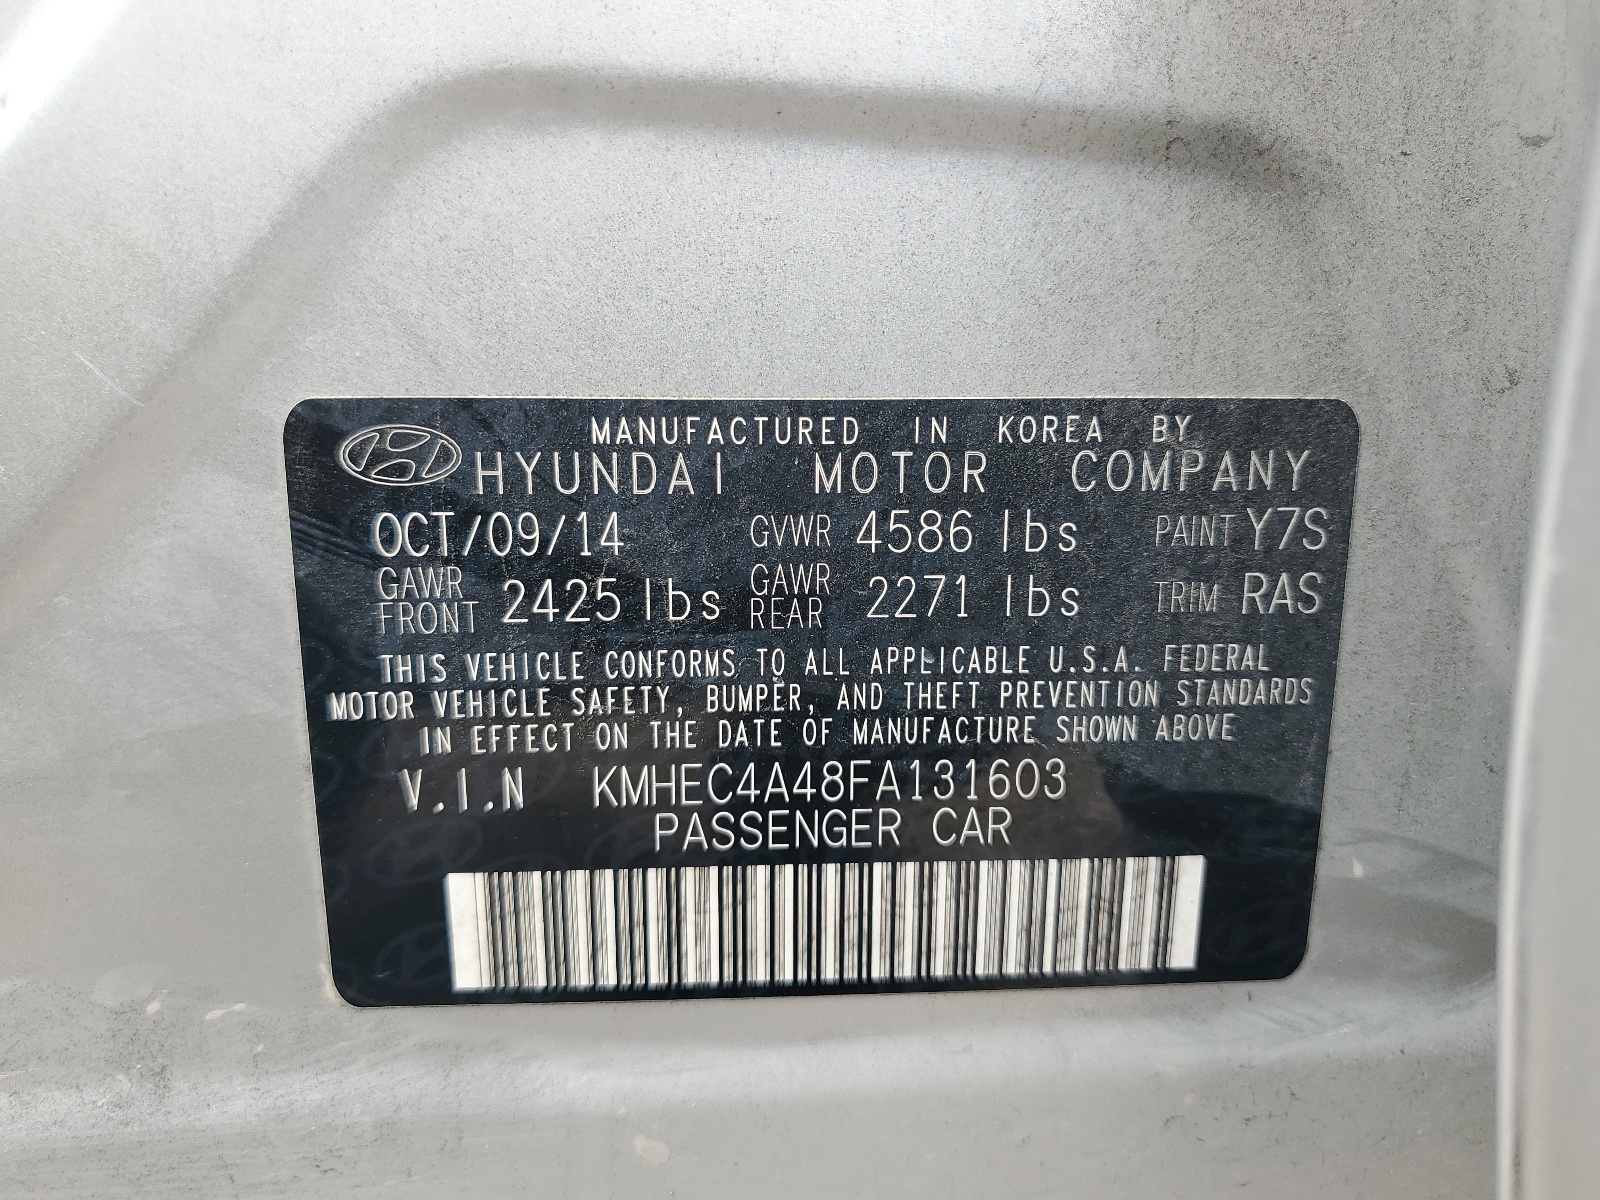 MANUFACTURED IN KOREA BY
HYUNDAI MOTOR COMPANY
OCT/09/14 GVWR 4586 lbs PAINT Y7S
GAWR FRONT 2425 lbs GAWR REAR 2271 lbs TRIM RAS
THIS VEHICLE CONFORMS TO ALL APPLICABLE U.S.A. FEDERAL
MOTOR VEHICLE SAFETY, BUMPER, AND THEFT PREVENTION STANDARDS
IN EFFECT ON THE DATE OF MANUFACTURE SHOWN ABOVE
V.I.N KMHEC4A48FA131603
PASSENGER CAR